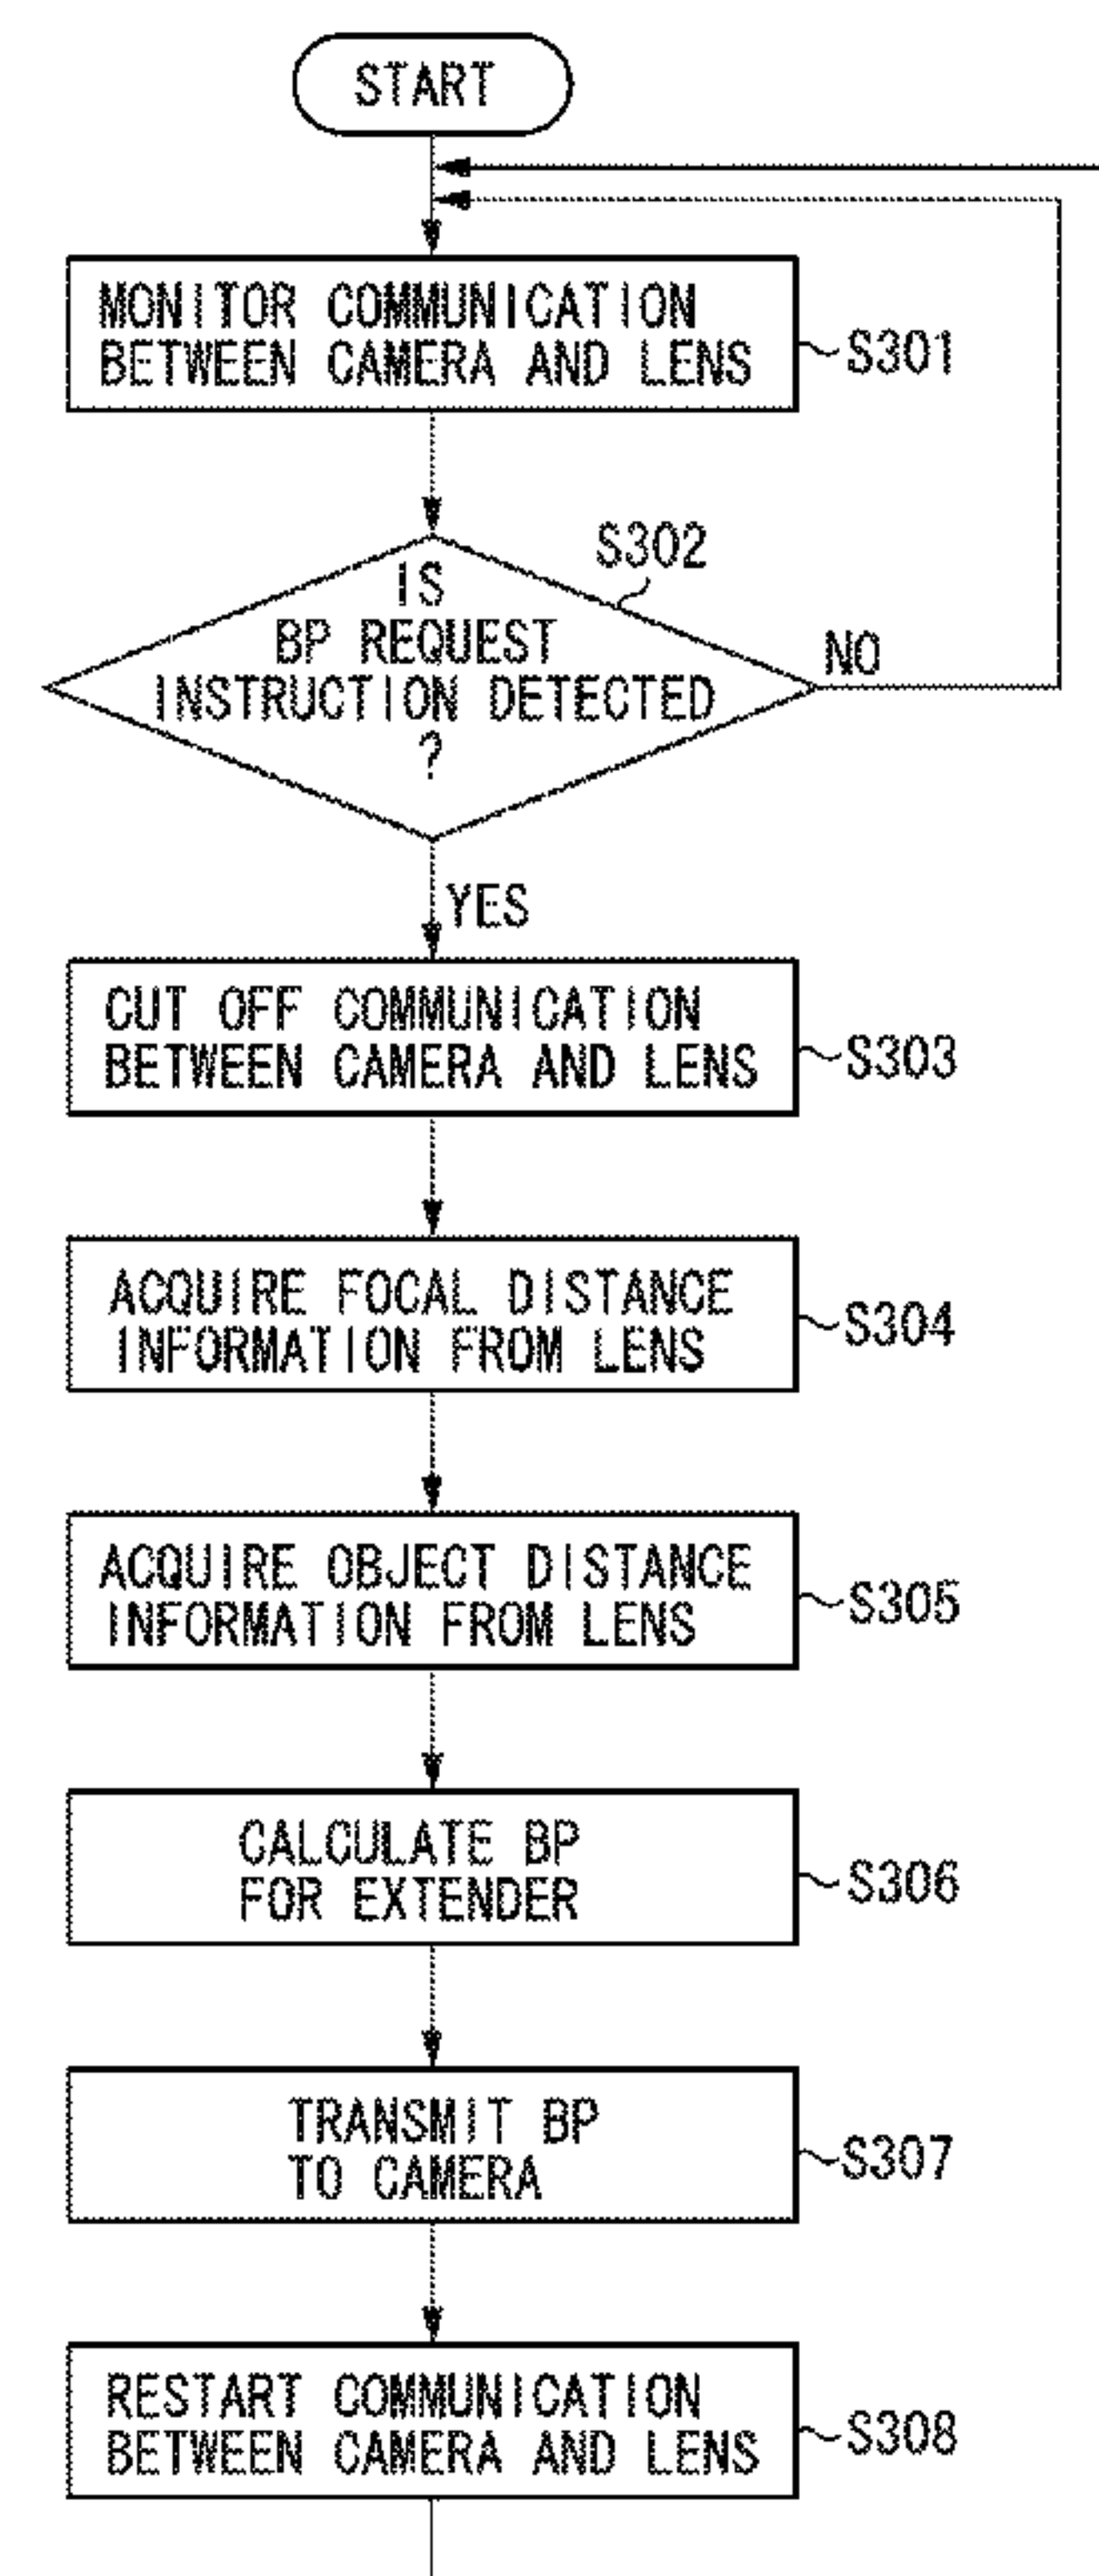 START
MONITOR COMMUNICATION
BETWEEN CAMERA AND LENS
S301
S302
IS
BP REQUEST
INSTRUCTION DETECTED
?
NO
YES
CUT OFF COMMUNICATION
BETWEEN CAMERA AND LENS
S303
ACQUIRE FOCAL DISTANCE
INFORMATION FROM LENS
S304
ACQUIRE OBJECT DISTANCE
INFORMATION FROM LENS
S305
CALCULATE BP
FOR EXTENDER
S306
TRANSMIT BP
TO CAMERA
S307
RESTART COMMUNICATION
BETWEEN CAMERA AND LENS
S308